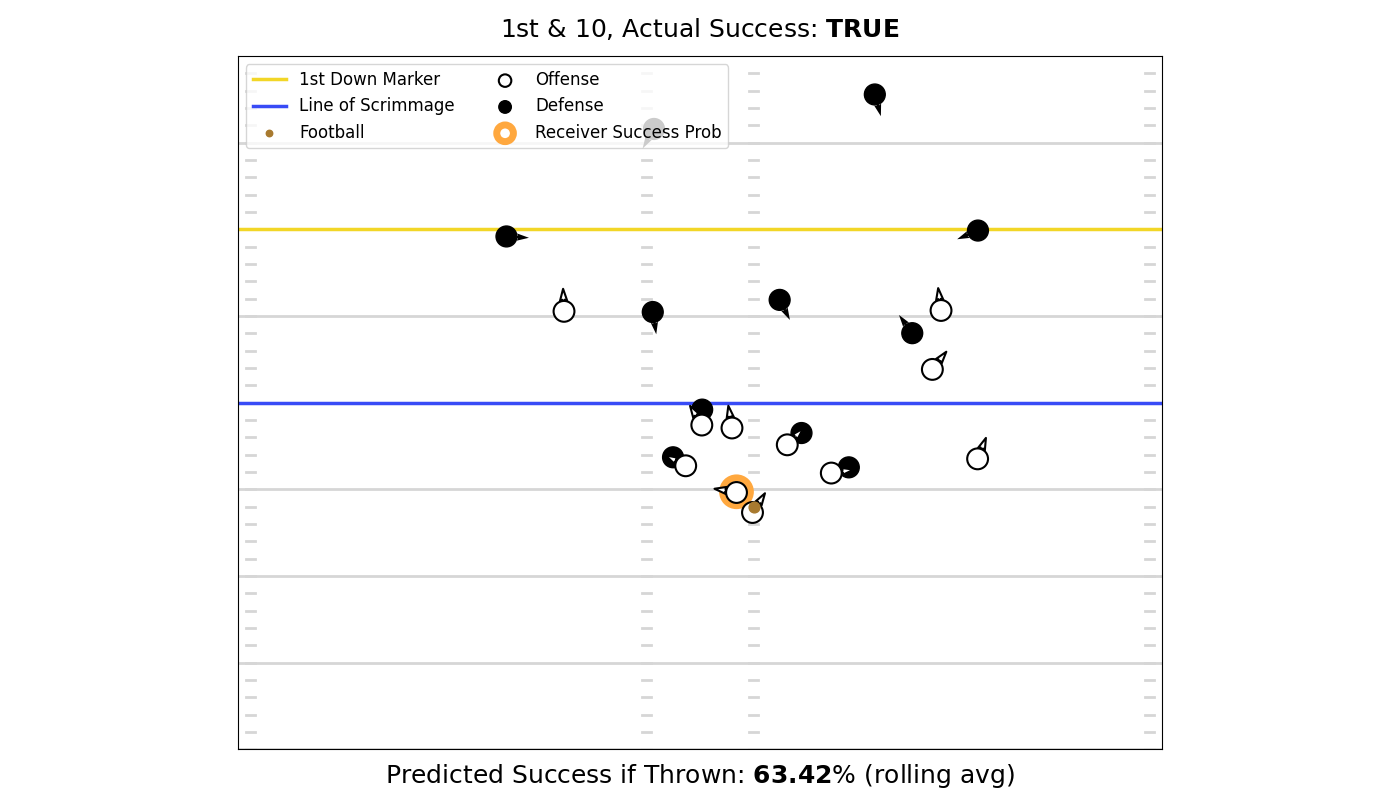 1st & 10, Actual Success: TRUE
1st Down Marker
Line of Scrimmage
Football
Offense
Defense
Receiver Success Prob
Predicted Success if Thrown: 63.42% (rolling avg)